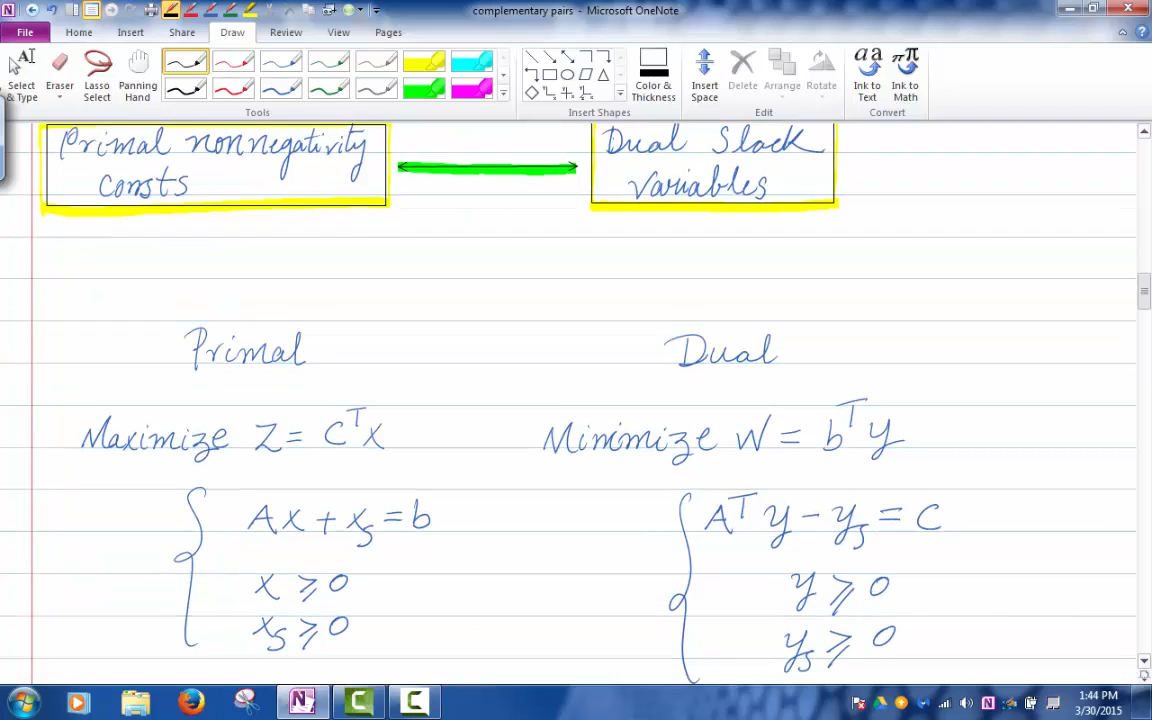 complementary pairs - Microsoft OneNote
File Home Insert Share Draw Review View Pages
Select & Type
Eraser
Lasso Select
Panning Hand
Color & Thickness
Insert Space
Delete
Arrange
Rotate
Ink to Text
Ink to Math
Tools
Insert Shapes
Edit
Convert
Primal nonnegativity
consts
Dual Slack
Variables
Primal
Dual
Maximize Z = C^T x
Minimize W = b^T y
Ax + x_s = b
A^T y - y_s = C
x ⩾ 0
y ⩾ 0
x_s ⩾ 0
y_s ⩾ 0
1:44 PM
3/30/2015